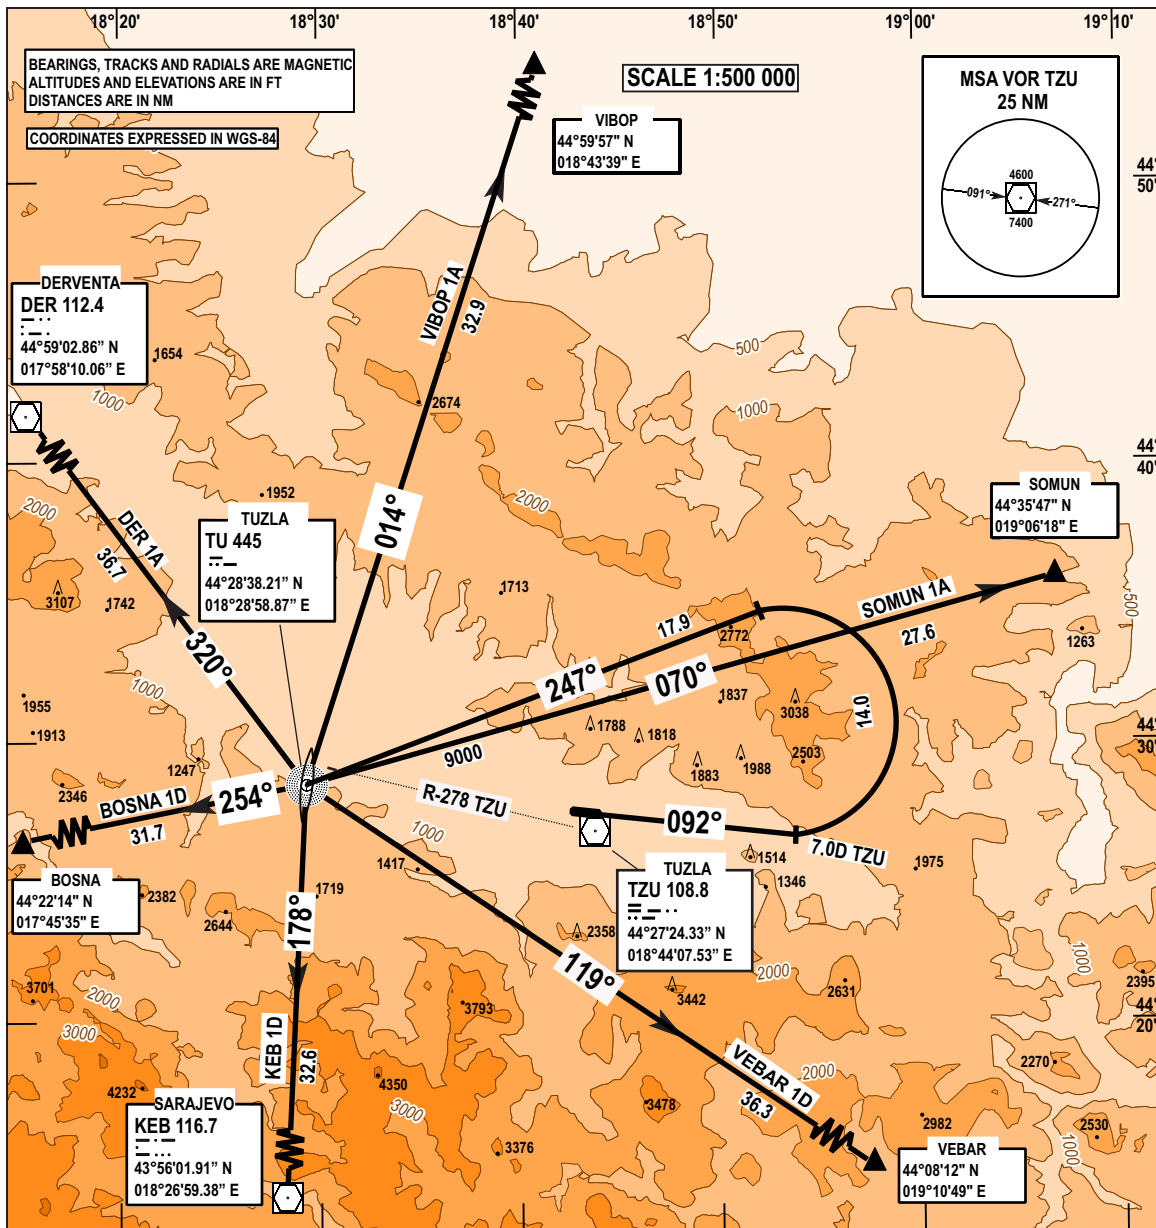 18°20'
18°30'
18°40'
18°50'
19°00'
19°10'
BEARINGS, TRACKS AND RADIALS ARE MAGNETIC
ALTITUDES AND ELEVATIONS ARE IN FT
DISTANCES ARE IN NM
COORDINATES EXPRESSED IN WGS-84
SCALE 1:500 000
MSA VOR TZU
25 NM
4600
091°
271°
7400
VIBOP
44°59'57" N
018°43'39" E
44°
50'
DERVENTA
DER 112.4
44°59'02.86” N
017°58'10.06” E
1654
1000
VIBOP 1A
32.9
500
1000
2674
44°
40'
2000
1952
2000
014°
SOMUN
44°35'47" N
019°06'18" E
TUZLA
TU 445
44°28'38.21” N
018°28'58.87” E
DER 1A
36.7
3107
1742
1713
SOMUN 1A
27.6
500
17.9
2772
1263
320°
247°
070°
1000
1955
1837
3038
14.0
1913
1788
1818
44°
30'
9000
1247
1883
1988
2503
2346
BOSNA 1D
254°
31.7
R-278 TZU
092°
1000
7.0D TZU
1417
1514
1975
BOSNA
44°22'14" N
017°45'35" E
2382
1719
1346
TUZLA
TZU 108.8
44°27'24.33” N
018°44'07.53” E
2644
178°
2358
119°
1000
2000
3701
2000
3442
2631
2395
3793
3000
44°
20'
KEB 1D
32.6
4350
4232
2270
VEBAR 1D
36.3
2000
3000
3478
2982
SARAJEVO
KEB 116.7
43°56'01.91” N
018°26'59.38” E
3376
2530
1000
VEBAR
44°08'12" N
019°10'49" E